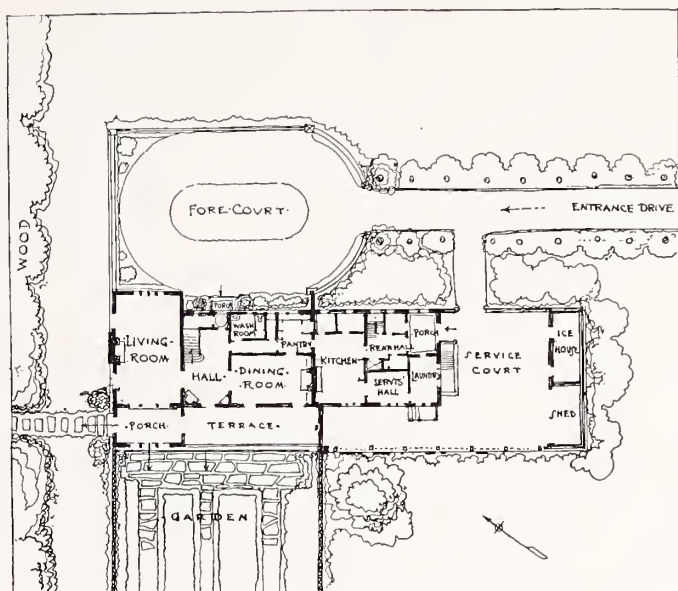 WOOD
FORE-COURT.
ENTRANCE DRIVE
PORCH
WASH
ROOM
LIVING-
ROOM
HALL.
PANTRY
DINING-
ROOM.
KITCHEN
REAR HALL
PORCH
SERVTS'
HALL
LAUNDRY
SERVICE
COURT
ICE
HOUSE
SHED
.PORCH.
TERRACE.
.GARDEN